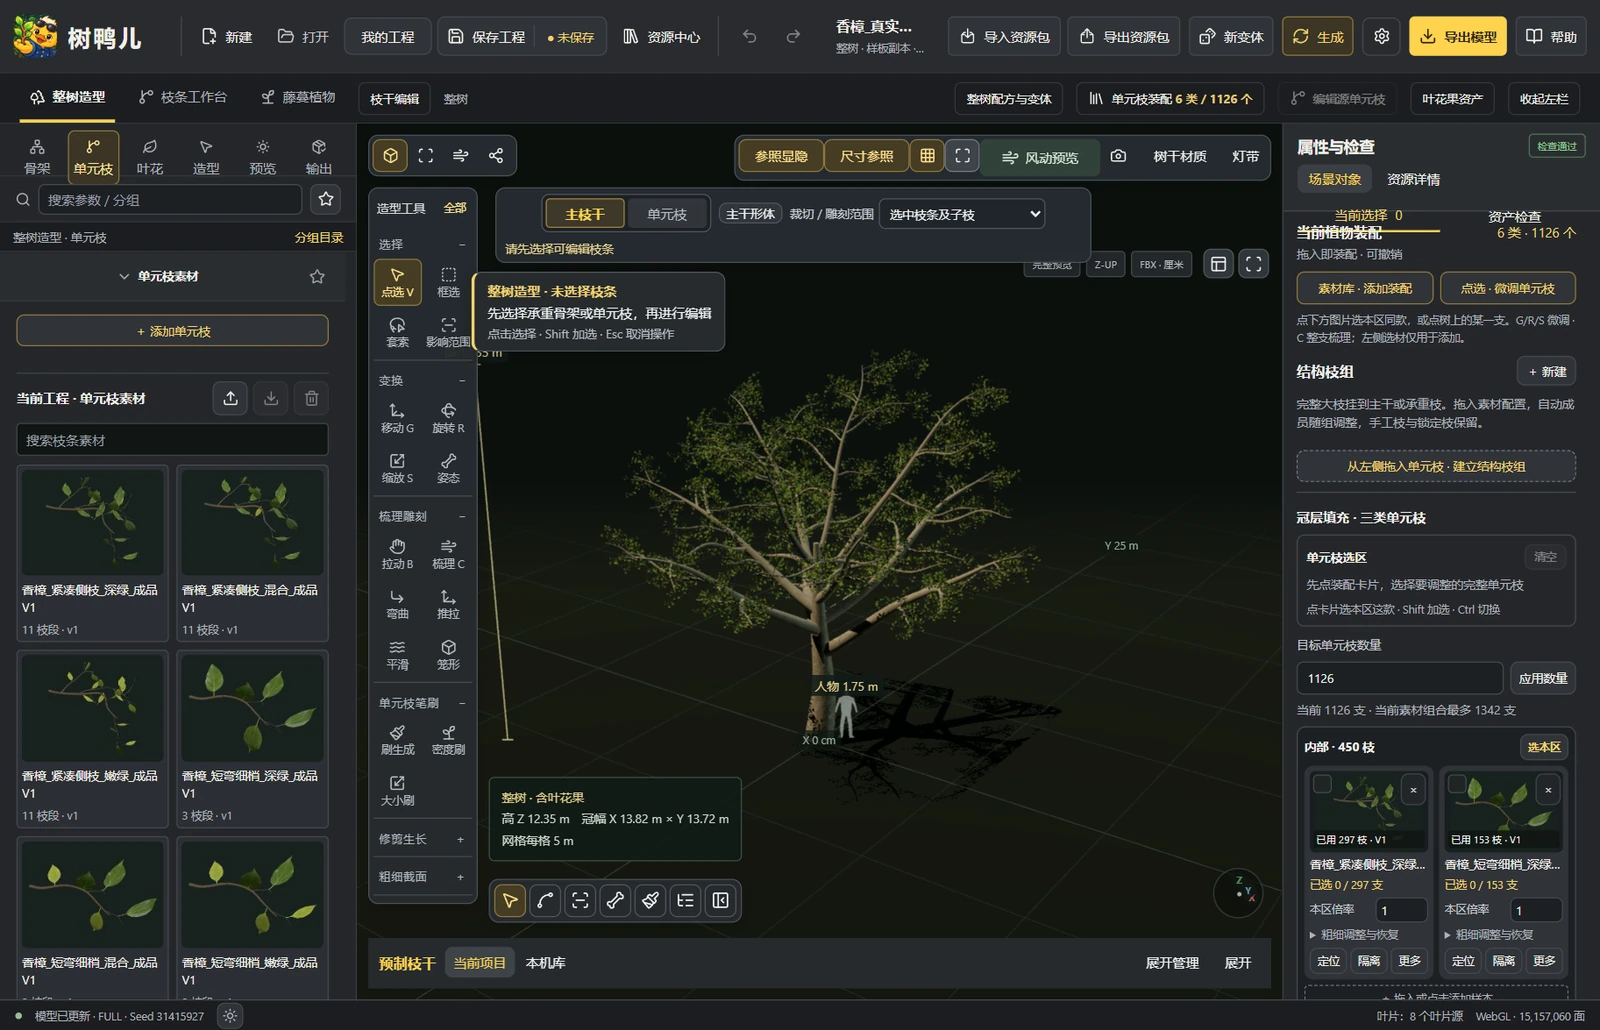 树鸭儿
新建
打开
我的工程
保存工程
未保存
资源中心
香樟_真实...
整树 · 样板副本 ·...
导入资源包
导出资源包
新变体
生成
导出模型
帮助
整树造型
枝条工作台
藤蔓植物
枝干编辑
整树
整树配方与变体
单元枝装配 6 类 / 1126 个
编辑源单元枝
叶花果资产
收起左栏
骨架
单元枝
叶花
造型
预览
输出
搜索参数 / 分组
整树造型 · 单元枝
分组目录
单元枝素材
+ 添加单元枝
当前工程 · 单元枝素材
搜索枝条素材
香樟_紧凑侧枝_深绿_成品
V1
11 枝段 · v1
香樟_紧凑侧枝_混合_成品
V1
11 枝段 · v1
香樟_紧凑侧枝_嫩绿_成品
V1
11 枝段 · v1
香樟_短弯细梢_深绿_成品
V1
3 枝段 · v1
香樟_短弯细梢_混合_成品
V1
香樟_短弯细梢_嫩绿_成品
V1
参照显隐
尺寸参照
风动预览
树干材质
灯带
造型工具
全部
选择
点选 V
框选
套索
影响范围
变换
移动 G
旋转 R
缩放 S
姿态
梳理雕刻
拉动 B
梳理 C
弯曲
推拉
平滑
笼形
单元枝笔刷
刷生成
密度刷
大小刷
修剪生长 +
粗细截面 +
主枝干
单元枝
主干形体
裁切 / 雕刻范围
选中枝条及子枝
请先选择可编辑枝条
完整预览
Z-UP
FBX · 厘米
整树造型 · 未选择枝条
先选择承重骨架或单元枝，再进行编辑
点击选择 · Shift 加选 · Esc 取消操作
Y 25 m
人物 1.75 m
X 0 cm
整树 · 含叶花果
高 Z 12.35 m 冠幅 X 13.82 m × Y 13.72 m
网格每格 5 m
Z
Y
X
预制枝干
当前项目
本机库
展开管理
展开
属性与检查
检查通过
场景对象
资源详情
当前选择 0
资产检查
当前植物装配
6 类 · 1126 个
拖入即装配 · 可撤销
素材库 · 添加装配
点选 · 微调单元枝
点下方图片选本区同款，或点树上的某一支。G/R/S 微调 ·
C 整支梳理；左侧选材仅用于添加。
结构枝组
+ 新建
完整大枝挂到主干或承重枝。拖入素材配置，自动成
员随组调整，手工枝与锁定枝保留。
从左侧拖入单元枝 · 建立结构枝组
冠层填充 · 三类单元枝
单元枝选区
清空
先点装配卡片，选择要调整的完整单元枝
点卡片选本区这款 · Shift 加选 · Ctrl 切换
目标单元枝数量
1126
应用数量
当前 1126 支 · 当前素材组合最多 1342 支
内部 · 450 枝
选本区
×
已用 297 枝 · V1
香樟_紧凑侧枝_深绿...
已选 0 / 297 支
本区倍率
1
粗细调整与恢复
定位
隔离
更多
×
已用 153 枝 · V1
香樟_短弯细梢_深绿...
已选 0 / 153 支
本区倍率
1
粗细调整与恢复
定位
隔离
更多
+ 拖入或点击添加样本
模型已更新 · FULL · Seed 31415927
叶片：8 个叶片源
WebGL · 15,157,060 面